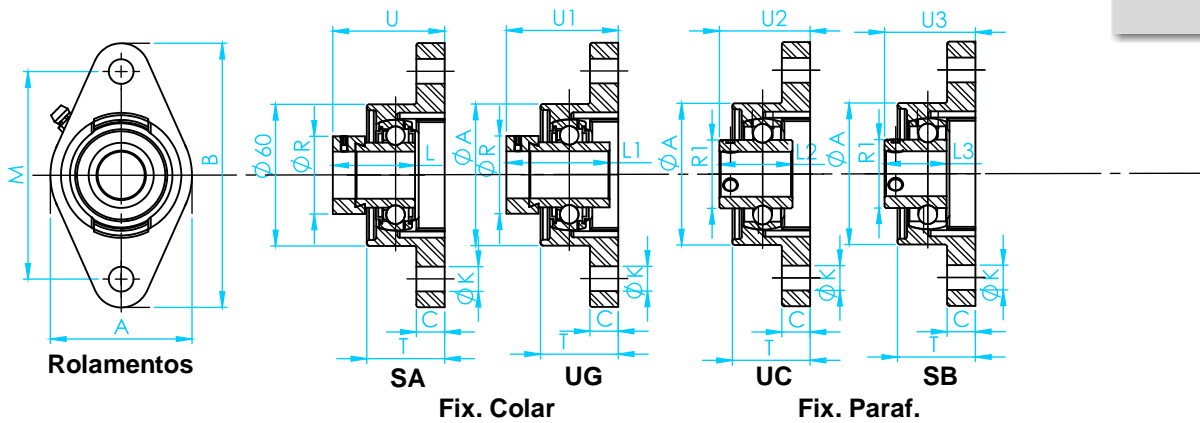 U
U1
U2
U3
M
B
A
Ø60
ØR
L
ØA
ØR
L1
ØK
ØA
R1
L2
ØK
ØA
R1
L3
ØK
C
T
C
T
C
T
C
T
Rolamentos
SA
UG
UC
SB
Fix. Colar
Fix. Paraf.